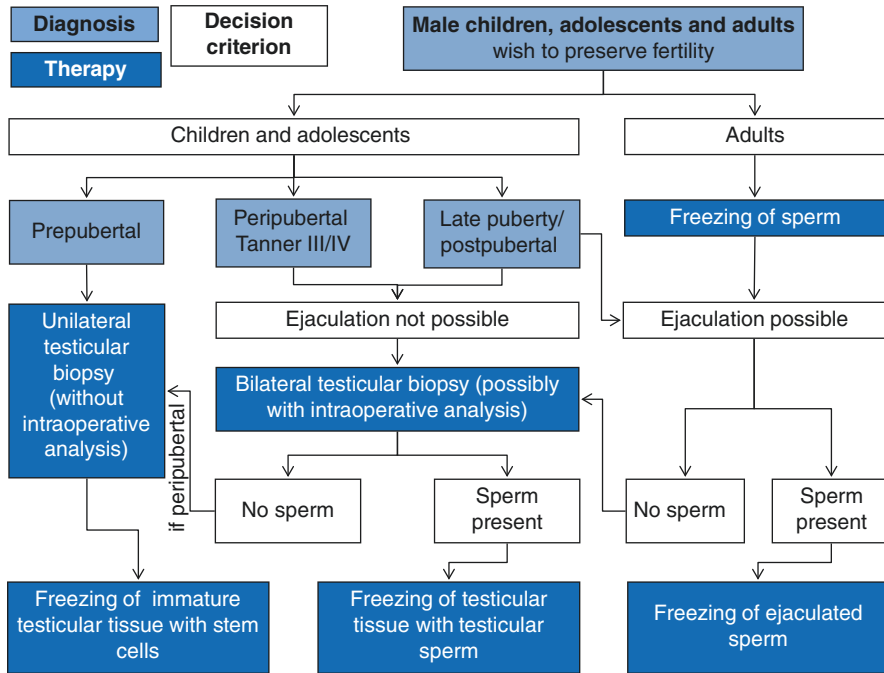 Diagnosis
Therapy
Decision
criterion
Male children, adolescents and adults
wish to preserve fertility
Children and adolescents
Adults
Prepubertal
Peripubertal
Tanner III/IV
Late puberty/
postpubertal
Freezing of sperm
Unilateral
testicular
biopsy
(without
intraoperative
analysis)
Ejaculation not possible
Ejaculation possible
Bilateral testicular biopsy (possibly
with intraoperative analysis)
if peripubertal
No sperm
Sperm
present
No sperm
Sperm
present
Freezing of immature
testicular tissue with stem
cells
Freezing of testicular
tissue with testicular
sperm
Freezing of ejaculated
sperm